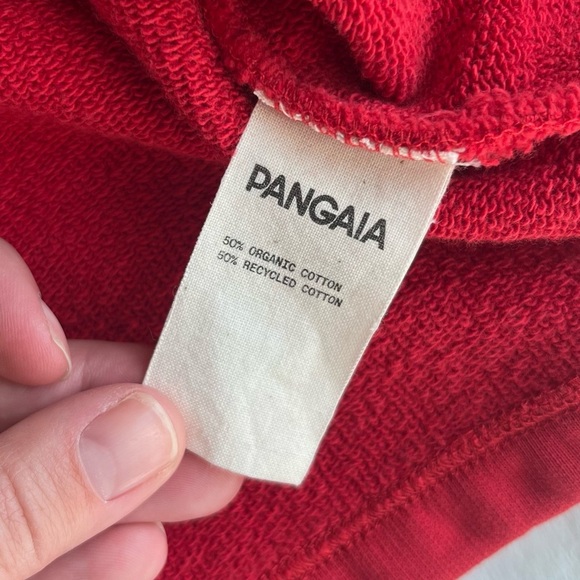 PANGAIA
50% ORGANIC COTTON
50% RECYCLED COTTON